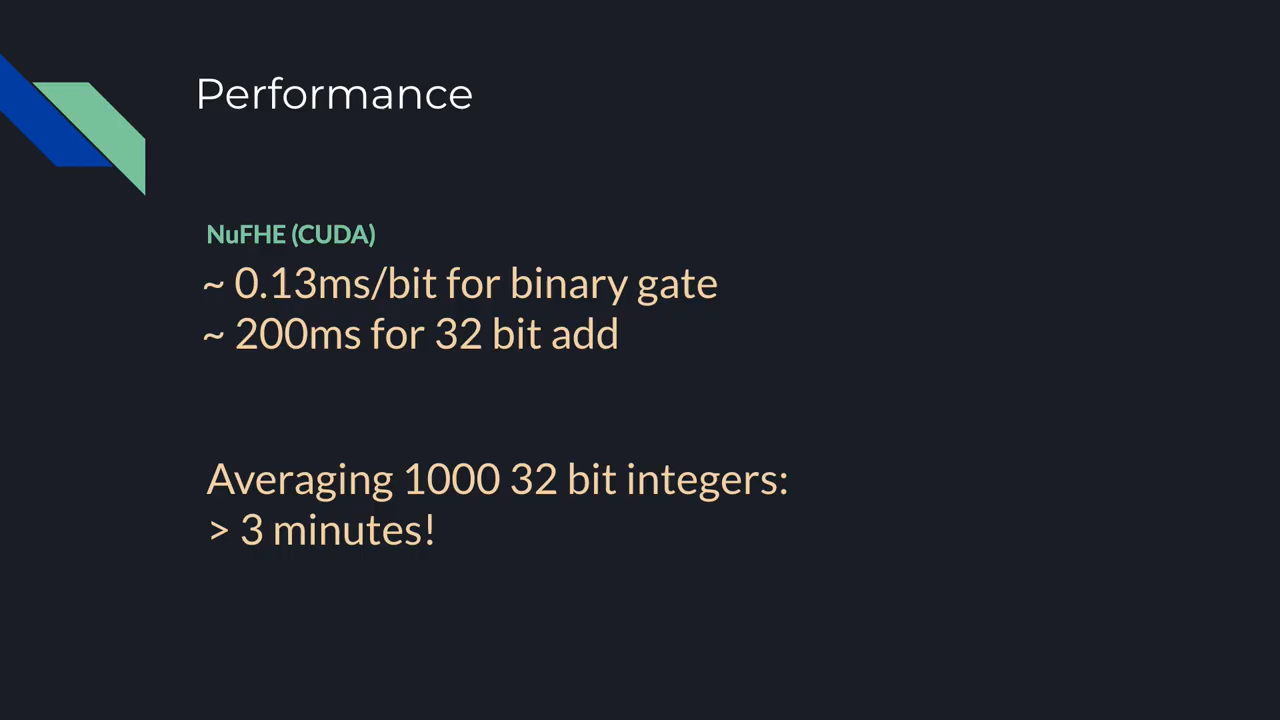 Performance
NuFHE (CUDA)
~ 0.13ms/bit for binary gate
~ 200ms for 32 bit add
Averaging 1000 32 bit integers:
> 3 minutes!